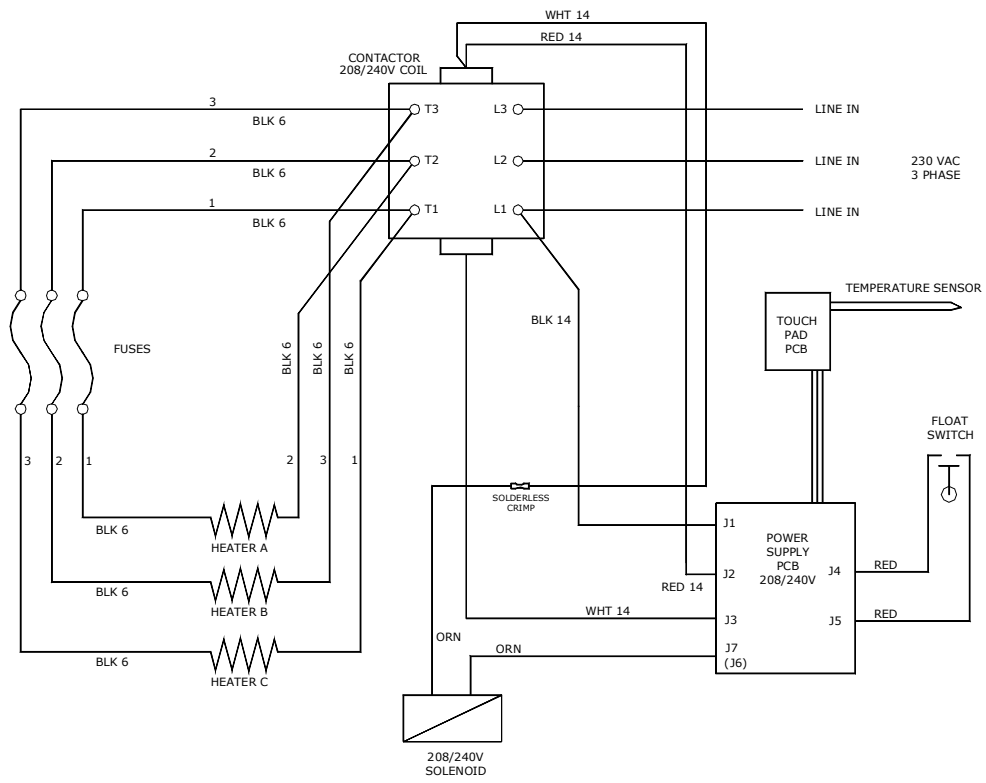 WHT 14
RED 14
CONTACTOR
208/240V COIL
3
BLK 6
T3
L3
LINE IN
2
BLK 6
T2
L2
LINE IN
230 VAC
3 PHASE
1
BLK 6
T1
L1
LINE IN
TEMPERATURE SENSOR
BLK 14
TOUCH
PAD
PCB
FUSES
BLK 6
BLK 6
BLK 6
FLOAT
SWITCH
3
2
1
2
3
1
SOLDERLESS
CRIMP
BLK 6
HEATER A
J1
POWER
SUPPLY
PCB
208/240V
J2
J4
RED
RED 14
BLK 6
HEATER B
WHT 14
J3
J5
RED
ORN
ORN
J7
(J6)
BLK 6
HEATER C
208/240V
SOLENOID